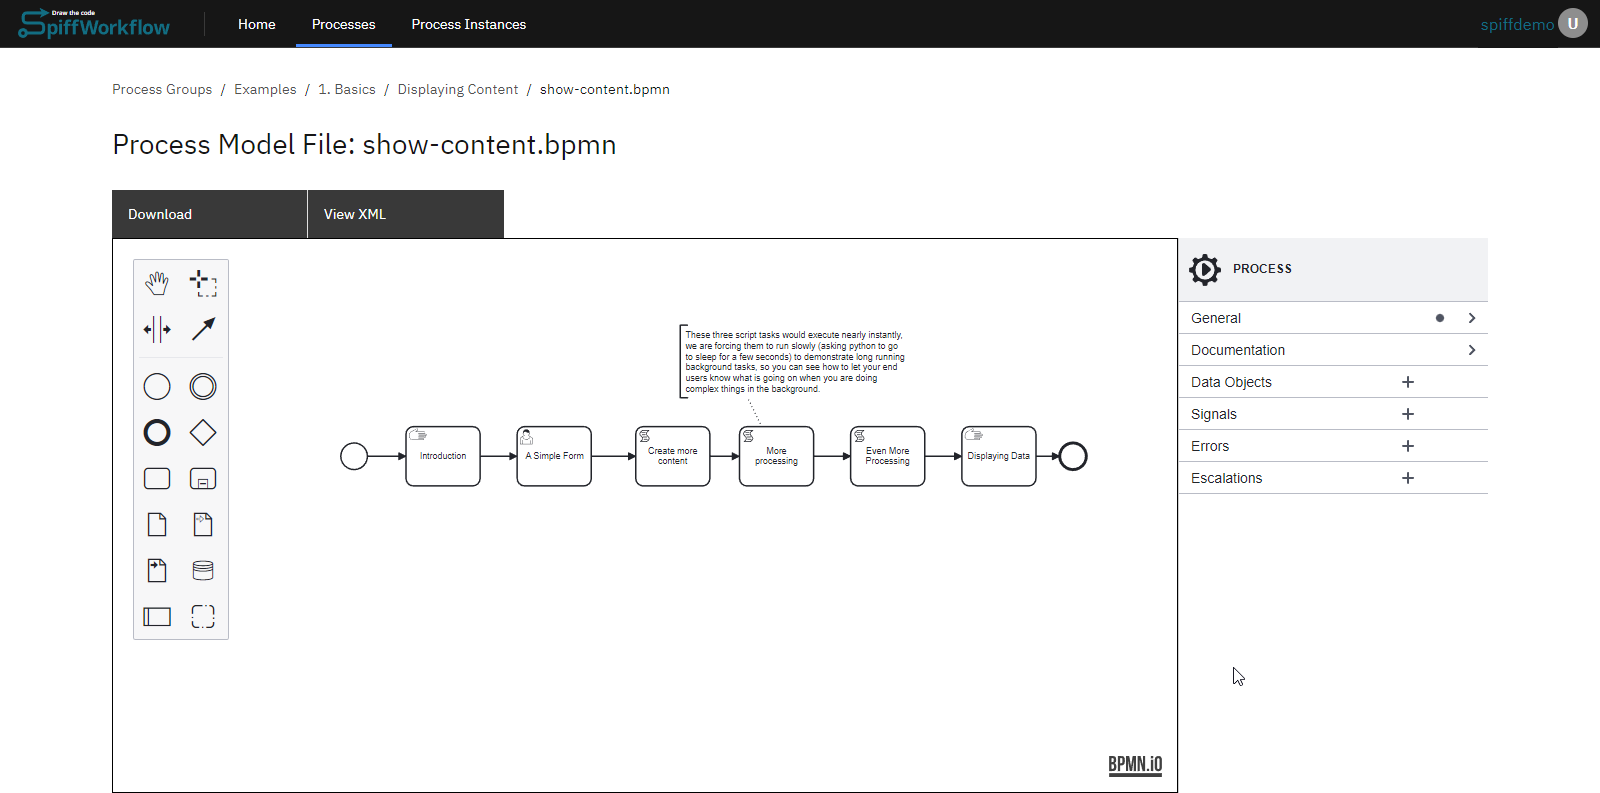 Draw the code
SpiffWorkflow
Home
Processes
Process Instances
spiffdemo
U
Process Groups / Examples / 1. Basics / Displaying Content / show-content.bpmn
Process Model File: show-content.bpmn
Download
View XML
These three script tasks would execute nearly instantly,
we are forcing them to run slowly (asking python to go
to sleep for a few seconds) to demonstrate long running
background tasks, so you can see how to let your end
users know what is going on when you are doing
complex things in the background.
Introduction
A Simple Form
Create more
content
More
processing
Even More
Processing
Displaying Data
BPMN.iO
PROCESS
General
Documentation
Data Objects
Signals
Errors
Escalations